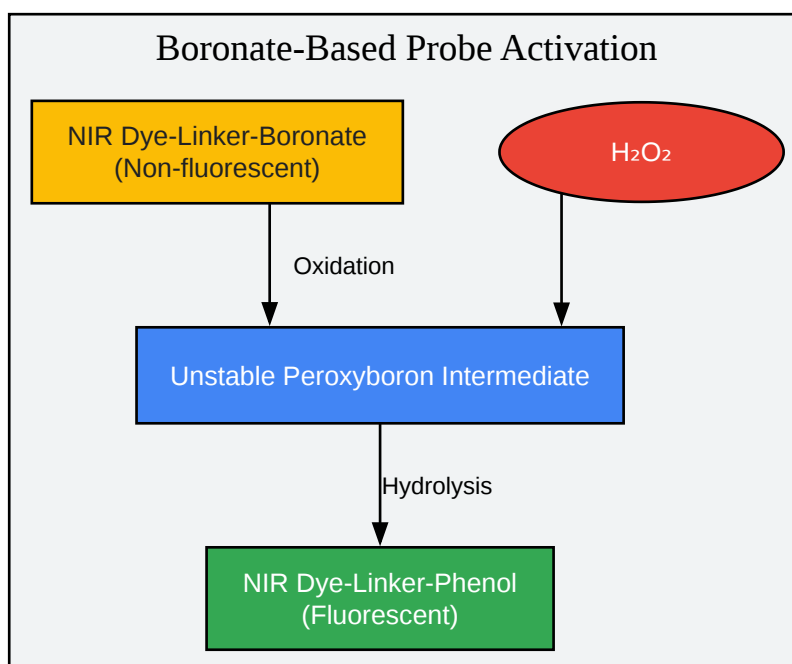 Boronate-Based Probe Activation
NIR Dye-Linker-Boronate
(Non-fluorescent)
H₂O₂
Oxidation
Unstable Peroxyboron Intermediate
Hydrolysis
NIR Dye-Linker-Phenol
(Fluorescent)